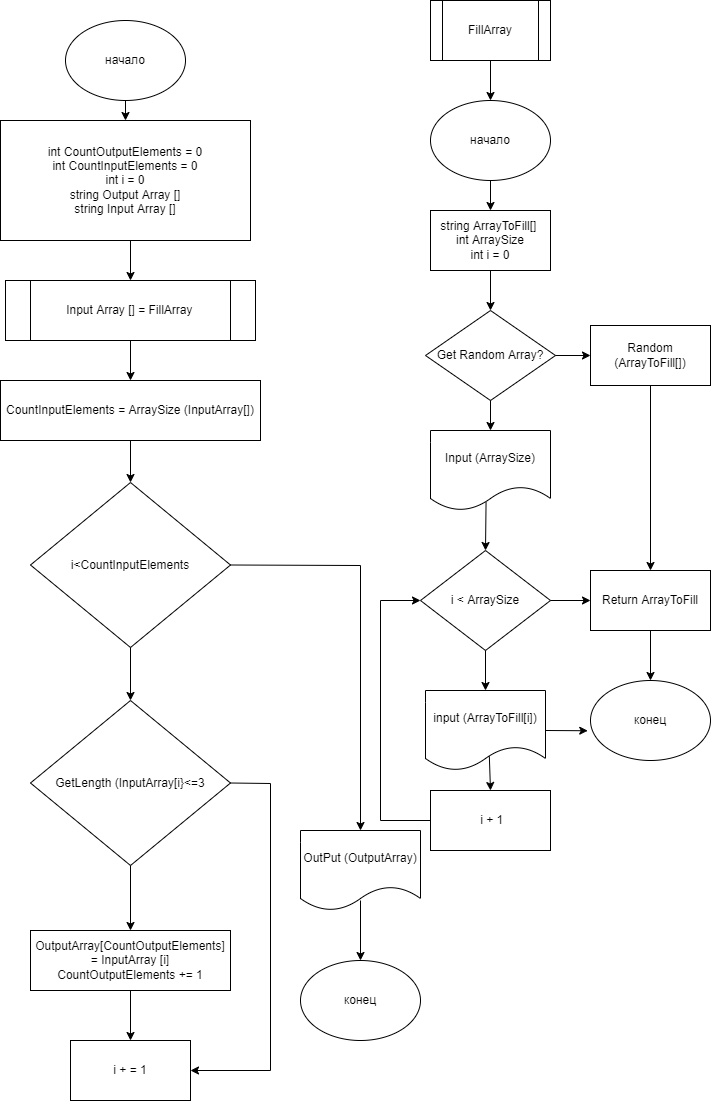 начало
int CountOutputElements = 0
int CountInputElements = 0
int i = 0
string Output Array []
string Input Array []
Input Array [] = FillArray
CountInputElements = ArraySize (InputArray[])
i<CountInputElements
GetLength (InputArray[i}<=3
OutputArray[CountOutputElements]
= InputArray [i]
CountOutputElements += 1
i + = 1
OutPut (OutputArray)
конец
FillArray
начало
string ArrayToFill[]
int ArraySize
int i = 0
Get Random Array?
Random
(ArrayToFill[])
Input (ArraySize)
i < ArraySize
Return ArrayToFill
input (ArrayToFill[i])
конец
i + 1